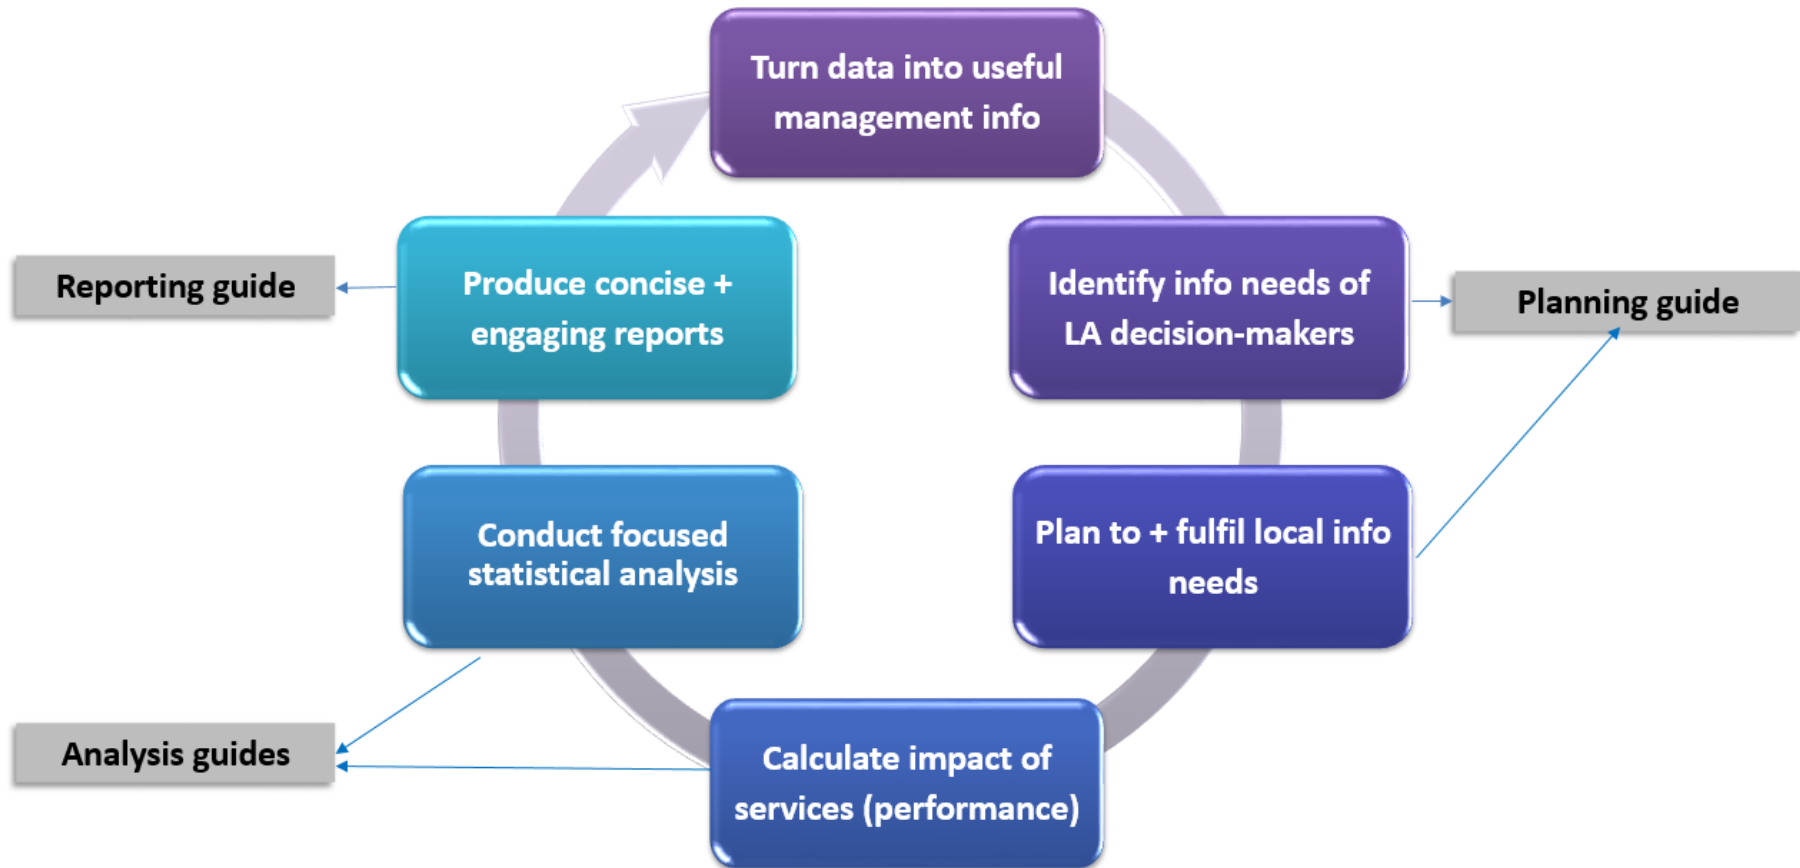 Turn data into useful
management info
Reporting guide
Produce concise +
engaging reports
Identify info needs of
LA decision-makers
Planning guide
Conduct focused
statistical analysis
Plan to + fulfil local info
needs
Analysis guides
Calculate impact of
services (performance)